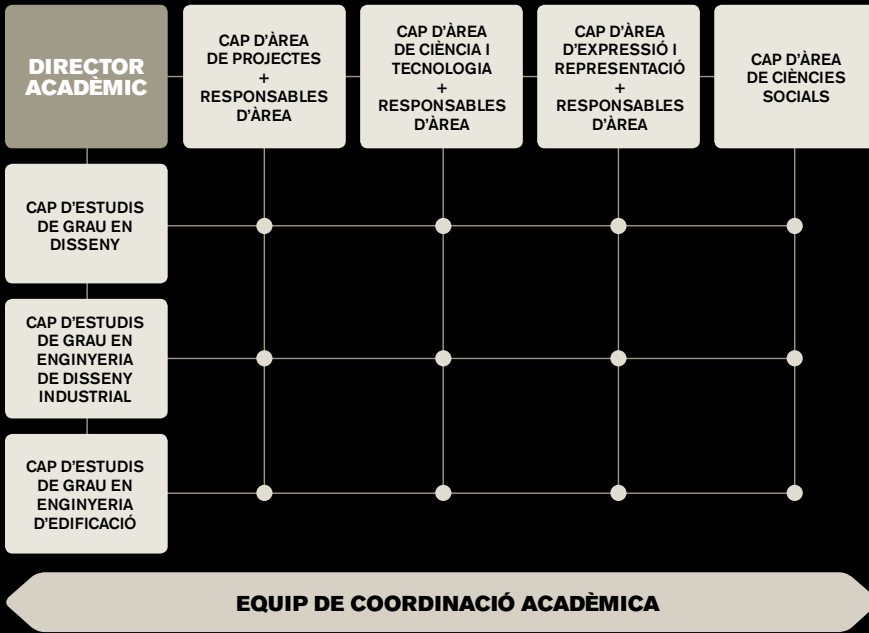 DIRECTOR
ACADÈMIC
CAP D'ÀREA
DE PROJECTES
+
RESPONSABLES
D'ÀREA
CAP D'ÀREA
DE CIÈNCIA I
TECNOLOGIA
+
RESPONSABLES
D'ÀREA
CAP D'ÀREA
D'EXPRESSIÓ I
REPRESENTACIÓ
+
RESPONSABLES
D'ÀREA
CAP D'ÀREA
DE CIÈNCIES
SOCIALS
CAP D'ESTUDIS
DE GRAU EN
DISSENY
CAP D'ESTUDIS
DE GRAU EN
ENGINYERIA
DE DISSENY
INDUSTRIAL
CAP D'ESTUDIS
DE GRAU EN
ENGINYERIA
D'EDIFICACIÓ
EQUIP DE COORDINACIÓ ACADÈMICA